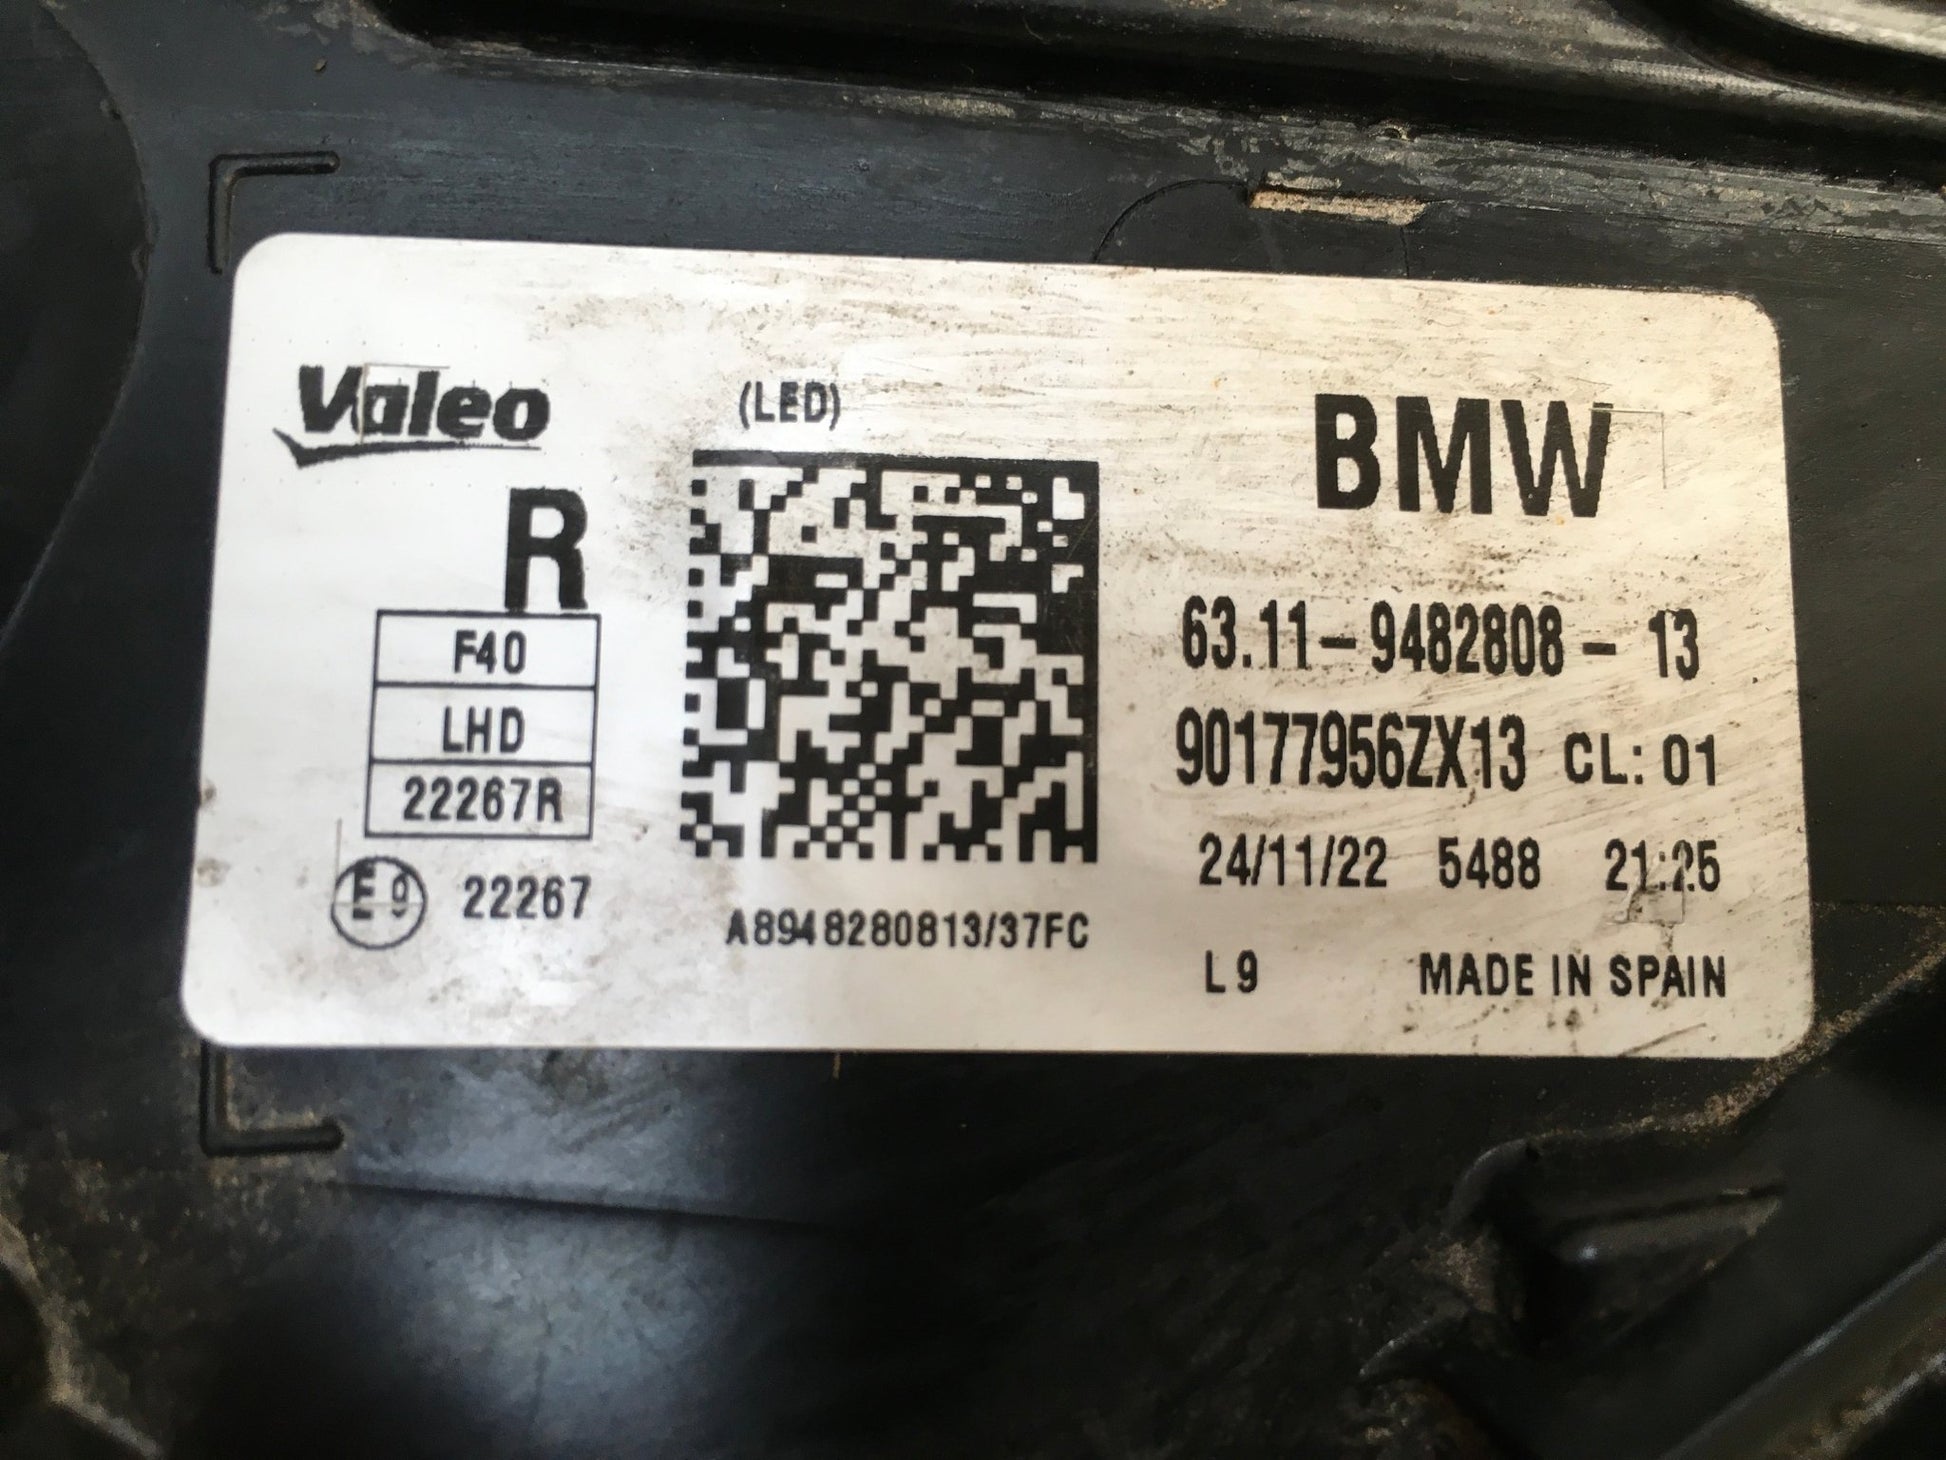 Valeo
(LED)
BMW
R
F40
LHD
22267R
E9 22267
A8948280813/37FC
63.11-9482808-13
90177956ZX13 CL: 01
24/11/22 5488 21:25
L9 MADE IN SPAIN